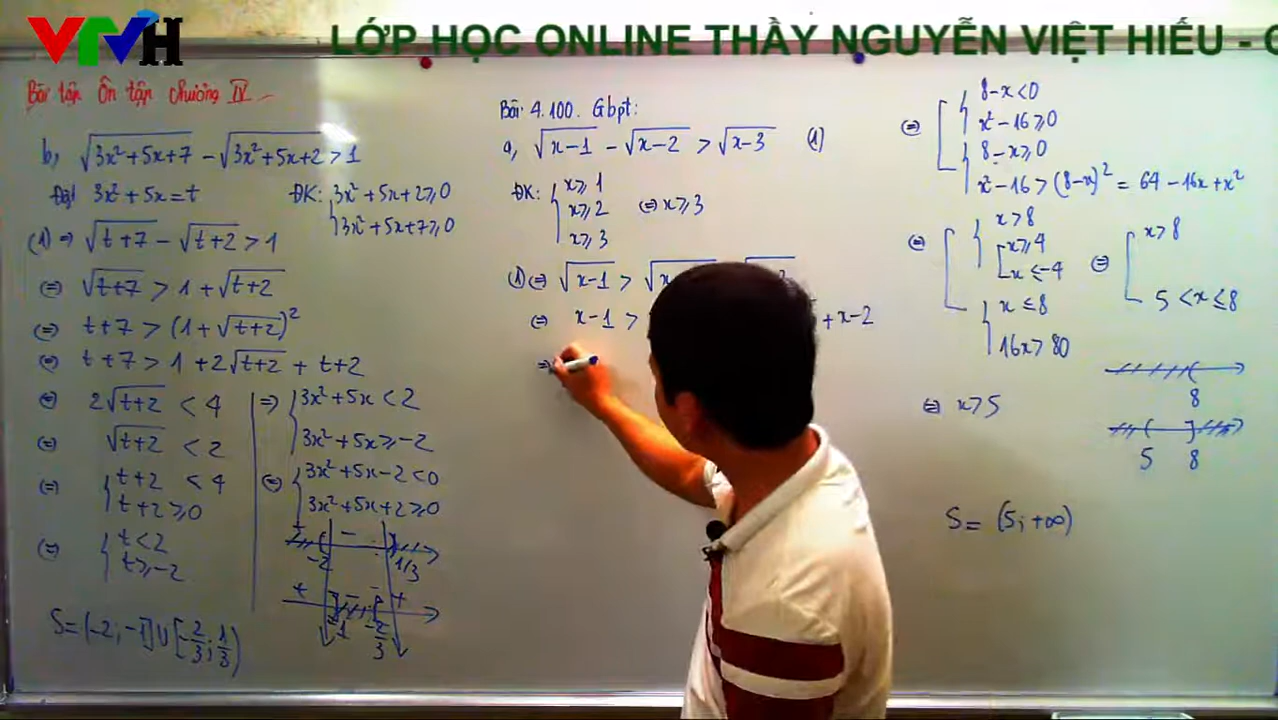 VTVH
LỚP HỌC ONLINE THẦY NGUYỄN VIỆT HIẾU - G
Bài tập Ôn tập chương IV
b, √(3x²+5x+7) - √(3x²+5x+2) > 1
Đặt 3x²+5x=t
ĐK: { 3x²+5x+2≥0
3x²+5x+7≥0
(1) ⇒ √(t+7) - √(t+2) > 1
⇔ √(t+7) > 1+√(t+2)
⇔ t+7 > (1+√(t+2))²
⇔ t+7 > 1+2√(t+2) + t+2
⇔ 2√(t+2) < 4
⇔ √(t+2) < 2
⇔ { t+2 < 4
t+2 ≥0
⇔ { t<2
t≥-2
⇒ { 3x²+5x < 2
3x²+5x ≥ -2
⇔ { 3x²+5x-2<0
3x²+5x+2≥0
+ - +
-2 1/3
+ - +
-1 -2/3
S= (-2;-1]∪[-2/3; 1/3)
Bài 4.100. Gbpt:
a, √(x-1) - √(x-2) > √(x-3) (1)
ĐK: { x≥1
x≥2 ⇔ x≥3
x≥3
(1) ⇔ √(x-1) > √
⇔ x-1 > + x-2
⇔
⇔ [ { 8-x<0
x²-16≥0
{ 8-x≥0
x²-16 > (8-x)² = 64-16x+x²
⇔ [ { x>8
[ x≥4
x≤-4
{ x≤8
16x>80
⇔ [ x>8
5<x≤8
8
5 8
⇔ x>5
S= (5;+∞)